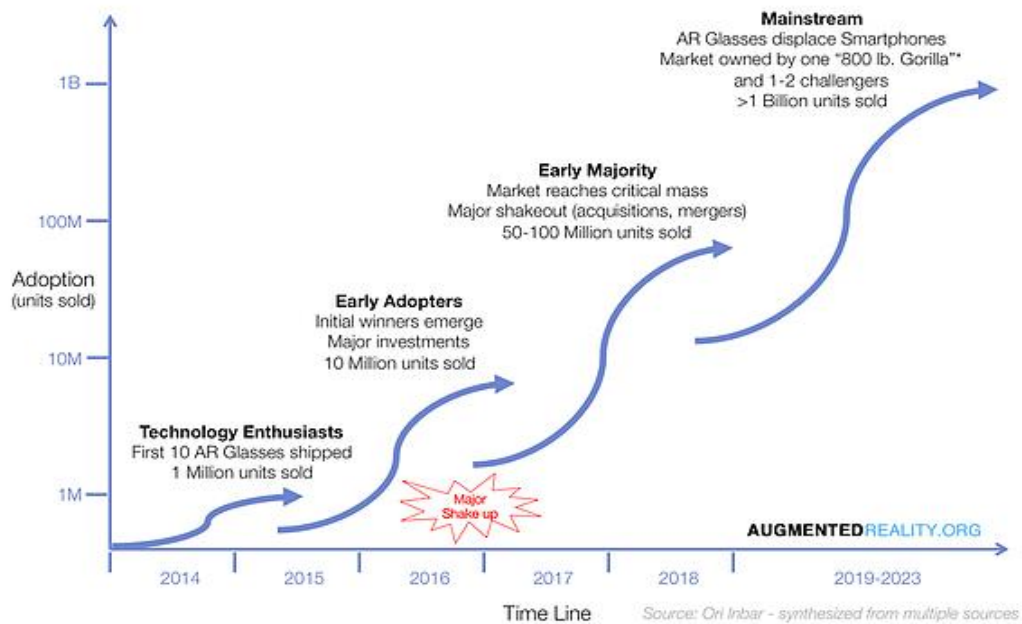 Mainstream
AR Glasses displace Smartphones
Market owned by one "800 lb. Gorilla"*
and 1-2 challengers
>1 Billion units sold
1B
Early Majority
Market reaches critical mass
Major shakeout (acquisitions, mergers)
50-100 Million units sold
100M
Adoption
(units sold)
Early Adopters
Initial winners emerge
Major investments
10 Million units sold
10M
Technology Enthusiasts
First 10 AR Glasses shipped
1 Million units sold
1M
Major
Shake up
AUGMENTEDREALITY.ORG
2014 2015 2016 2017 2018 2019-2023
Time Line
Source: Ori Inbar - synthesized from multiple sources